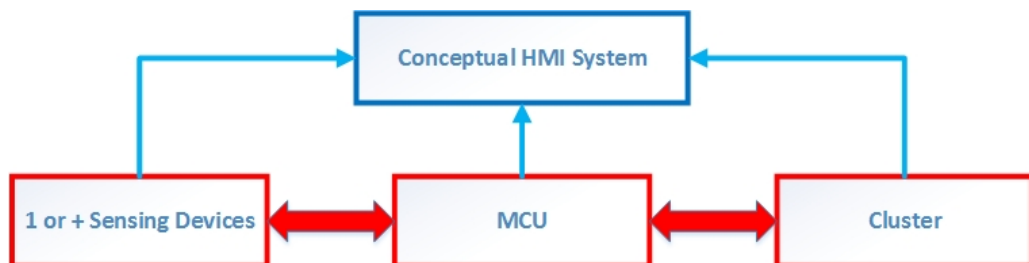 Conceptual HMI System
1 or + Sensing Devices
MCU
Cluster